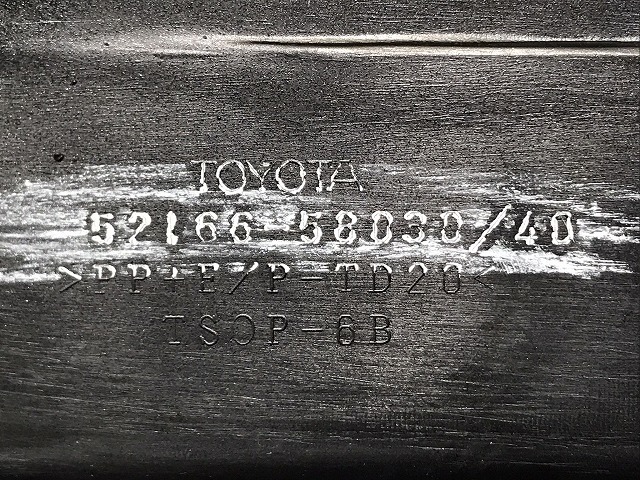 TOYOTA
52166-58030/40
>PP+E/P-TD20<
TSOP-6B